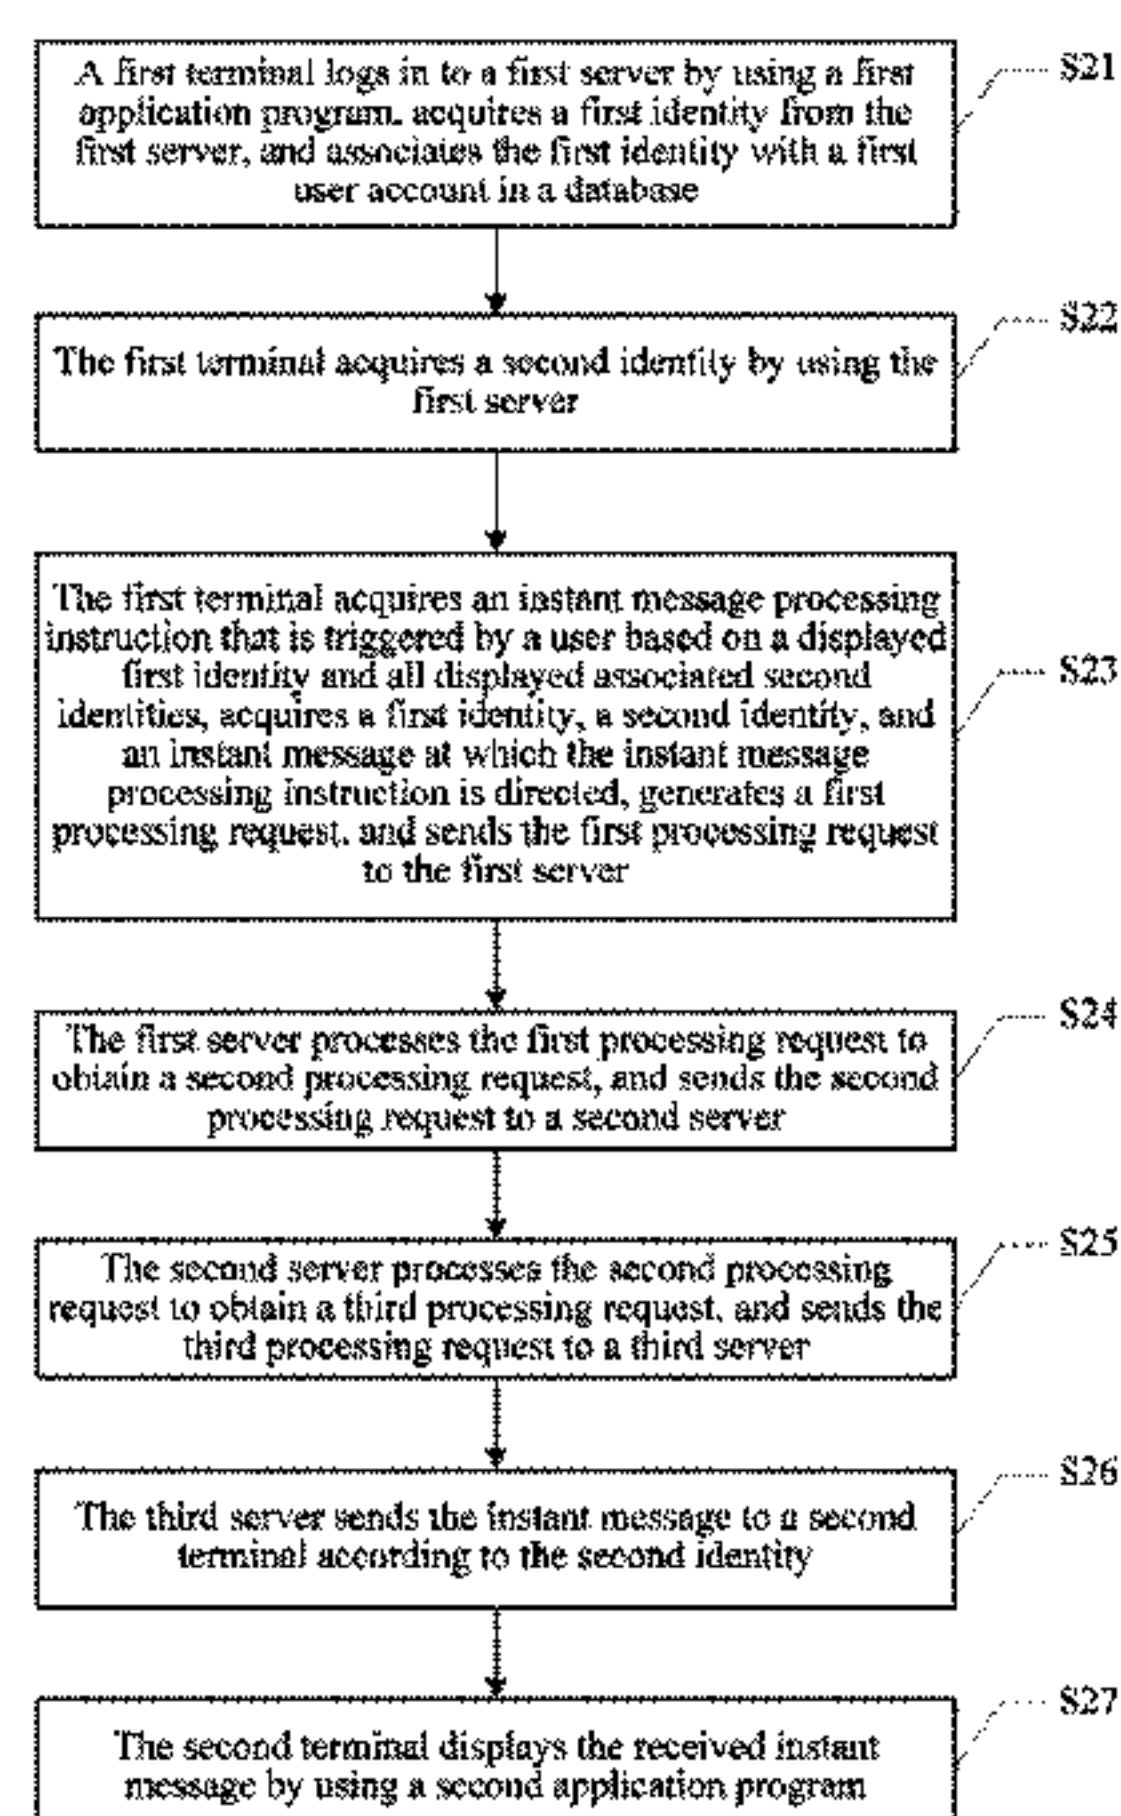 A first terminal logs in to a first server by using a first
application program, acquires a first identity from the
first server, and associates the first identity with a first
user account in a database
S21
The first terminal acquires a second identity by using the
first server
S22
The first terminal acquires an instant message processing
instruction that is triggered by a user based on a displayed
first identity and all displayed associated second
identities, acquires a first identity, a second identity, and
an instant message at which the instant message
processing instruction is directed, generates a first
processing request, and sends the first processing request
to the first server
S23
The first server processes the first processing request to
obtain a second processing request, and sends the second
processing request to a second server
S24
The second server processes the second processing
request to obtain a third processing request, and sends the
third processing request to a third server
S25
The third server sends the instant message to a second
terminal according to the second identity
S26
The second terminal displays the received instant
message by using a second application program
S27